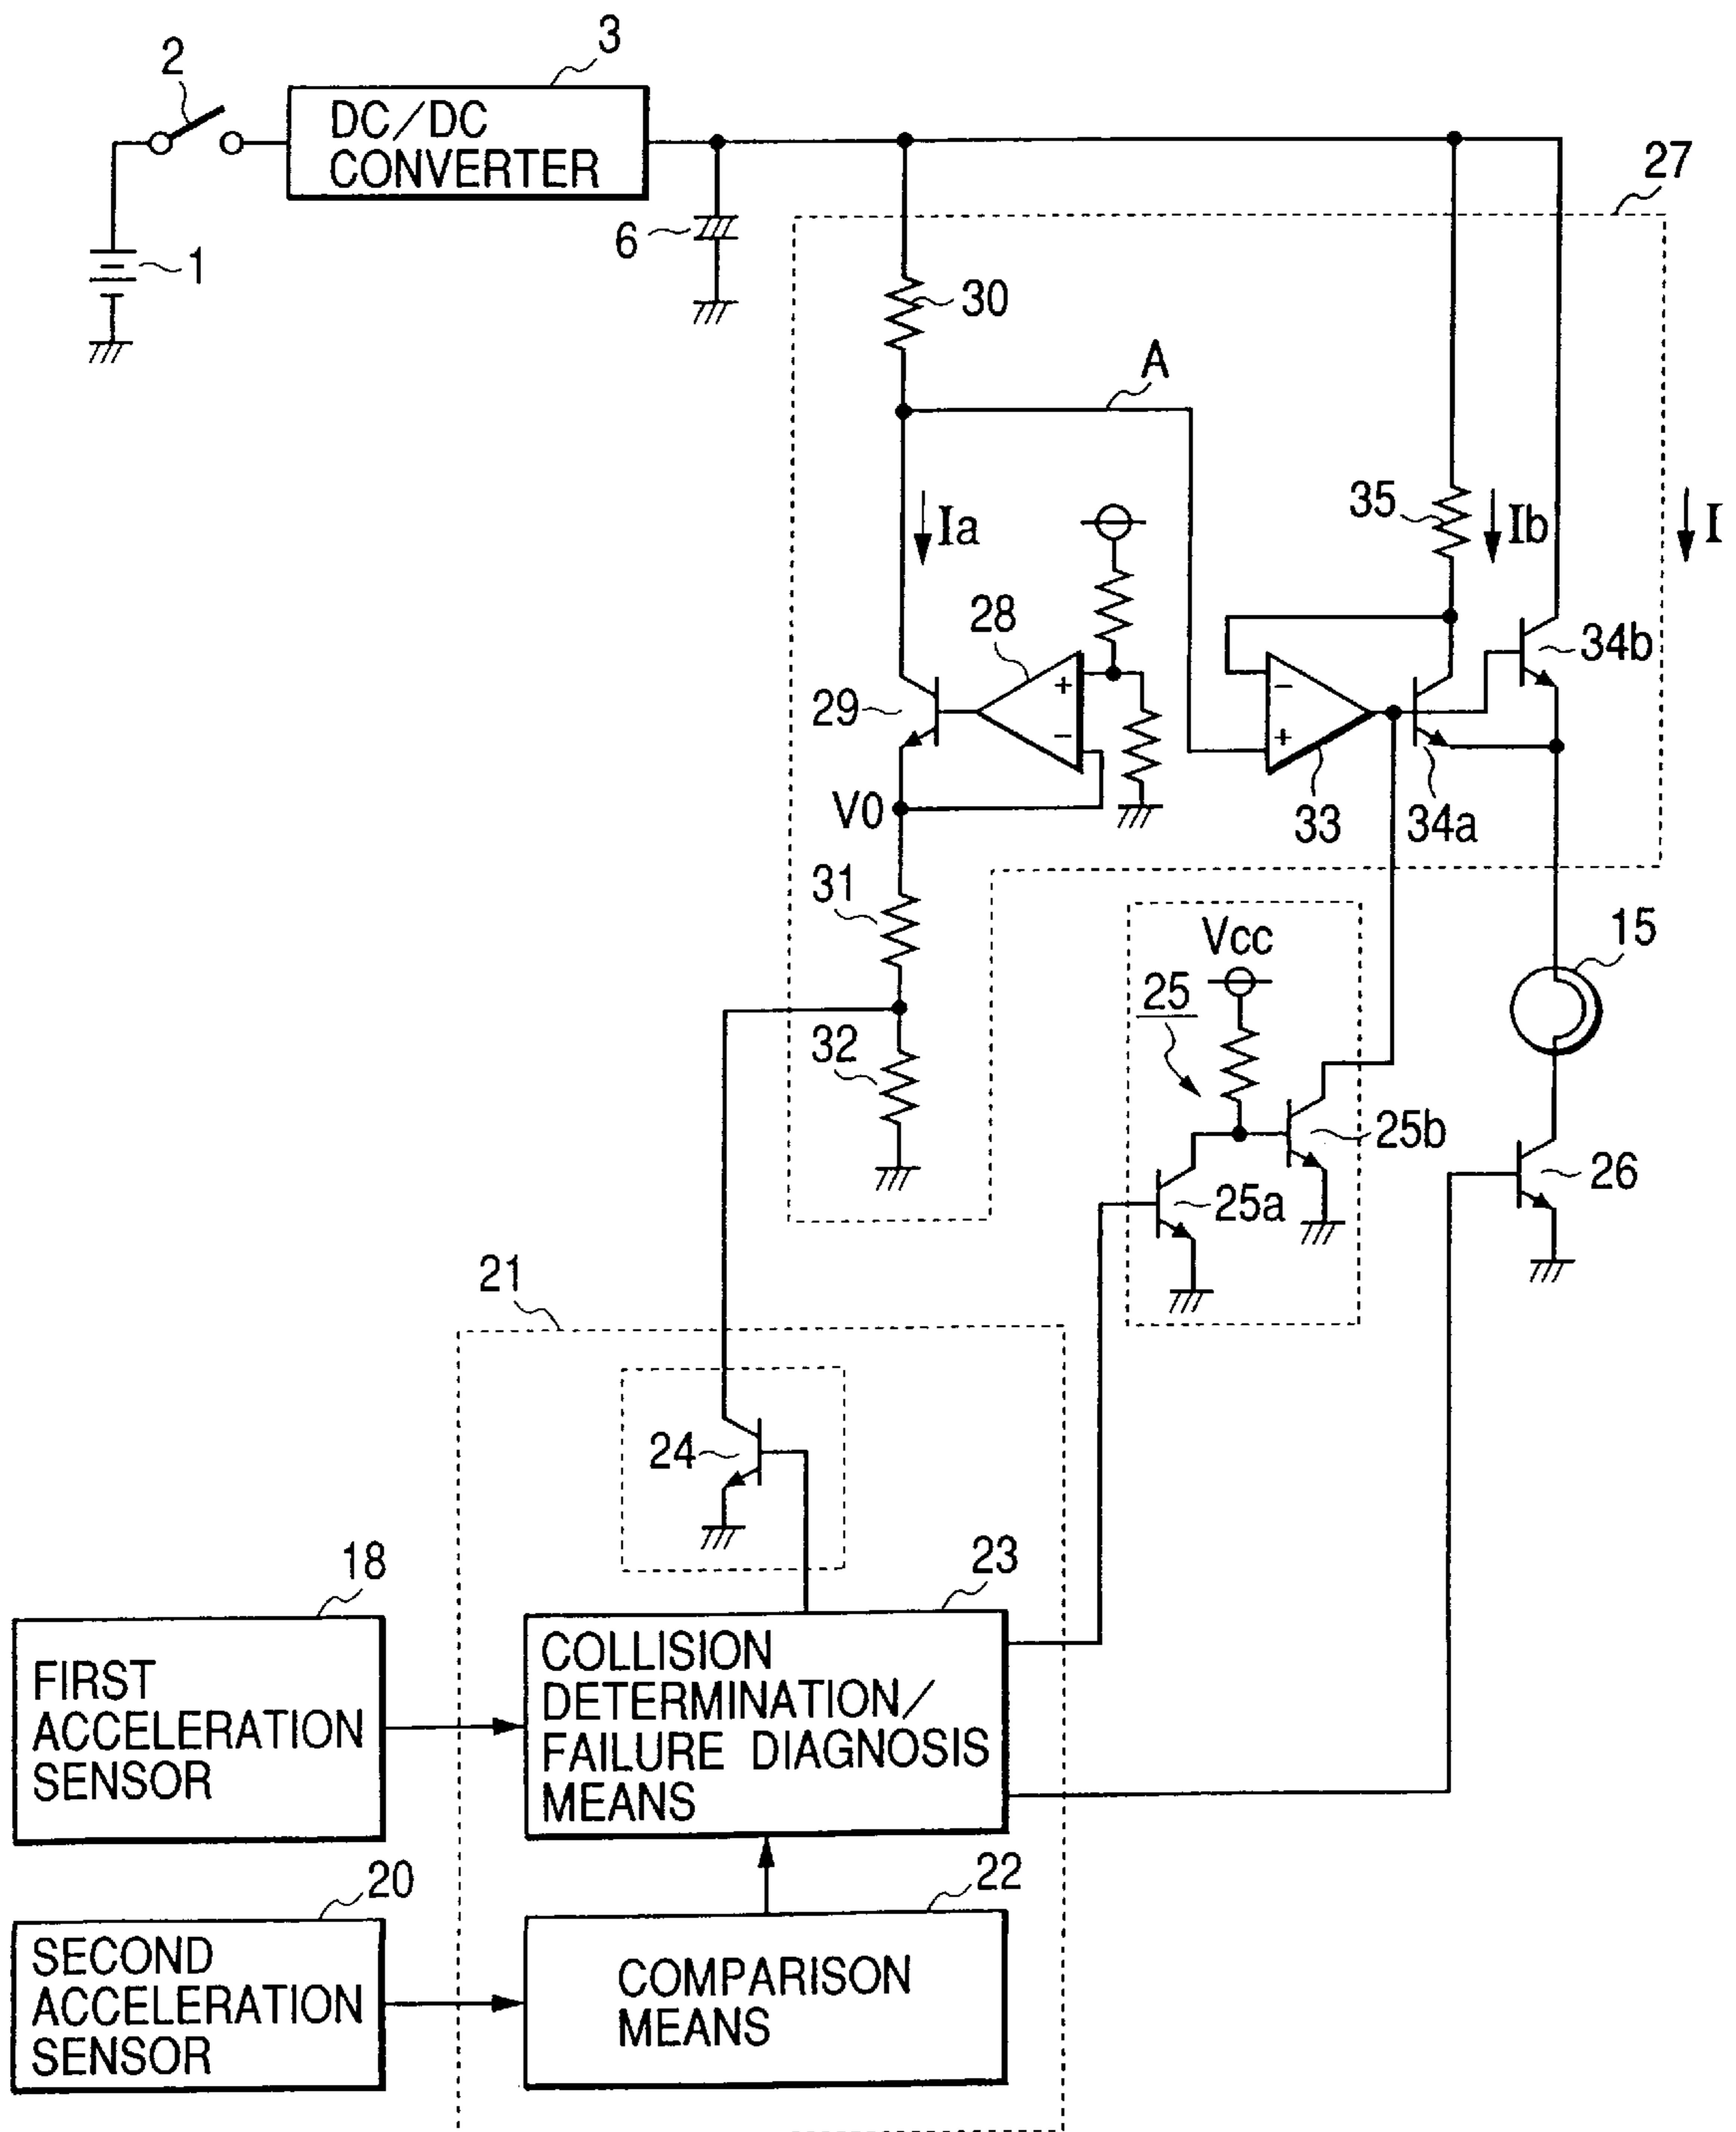 2
3
DC/DC
CONVERTER
27
6
1
30
A
35
Ia
Ib
I
28
+
−
29
34b
−
+
V0
33
34a
31
15
Vcc
25
32
25b
26
25a
21
24
18
23
FIRST
ACCELERATION
SENSOR
COLLISION
DETERMINATION/
FAILURE DIAGNOSIS
MEANS
20
22
SECOND
ACCELERATION
SENSOR
COMPARISON
MEANS